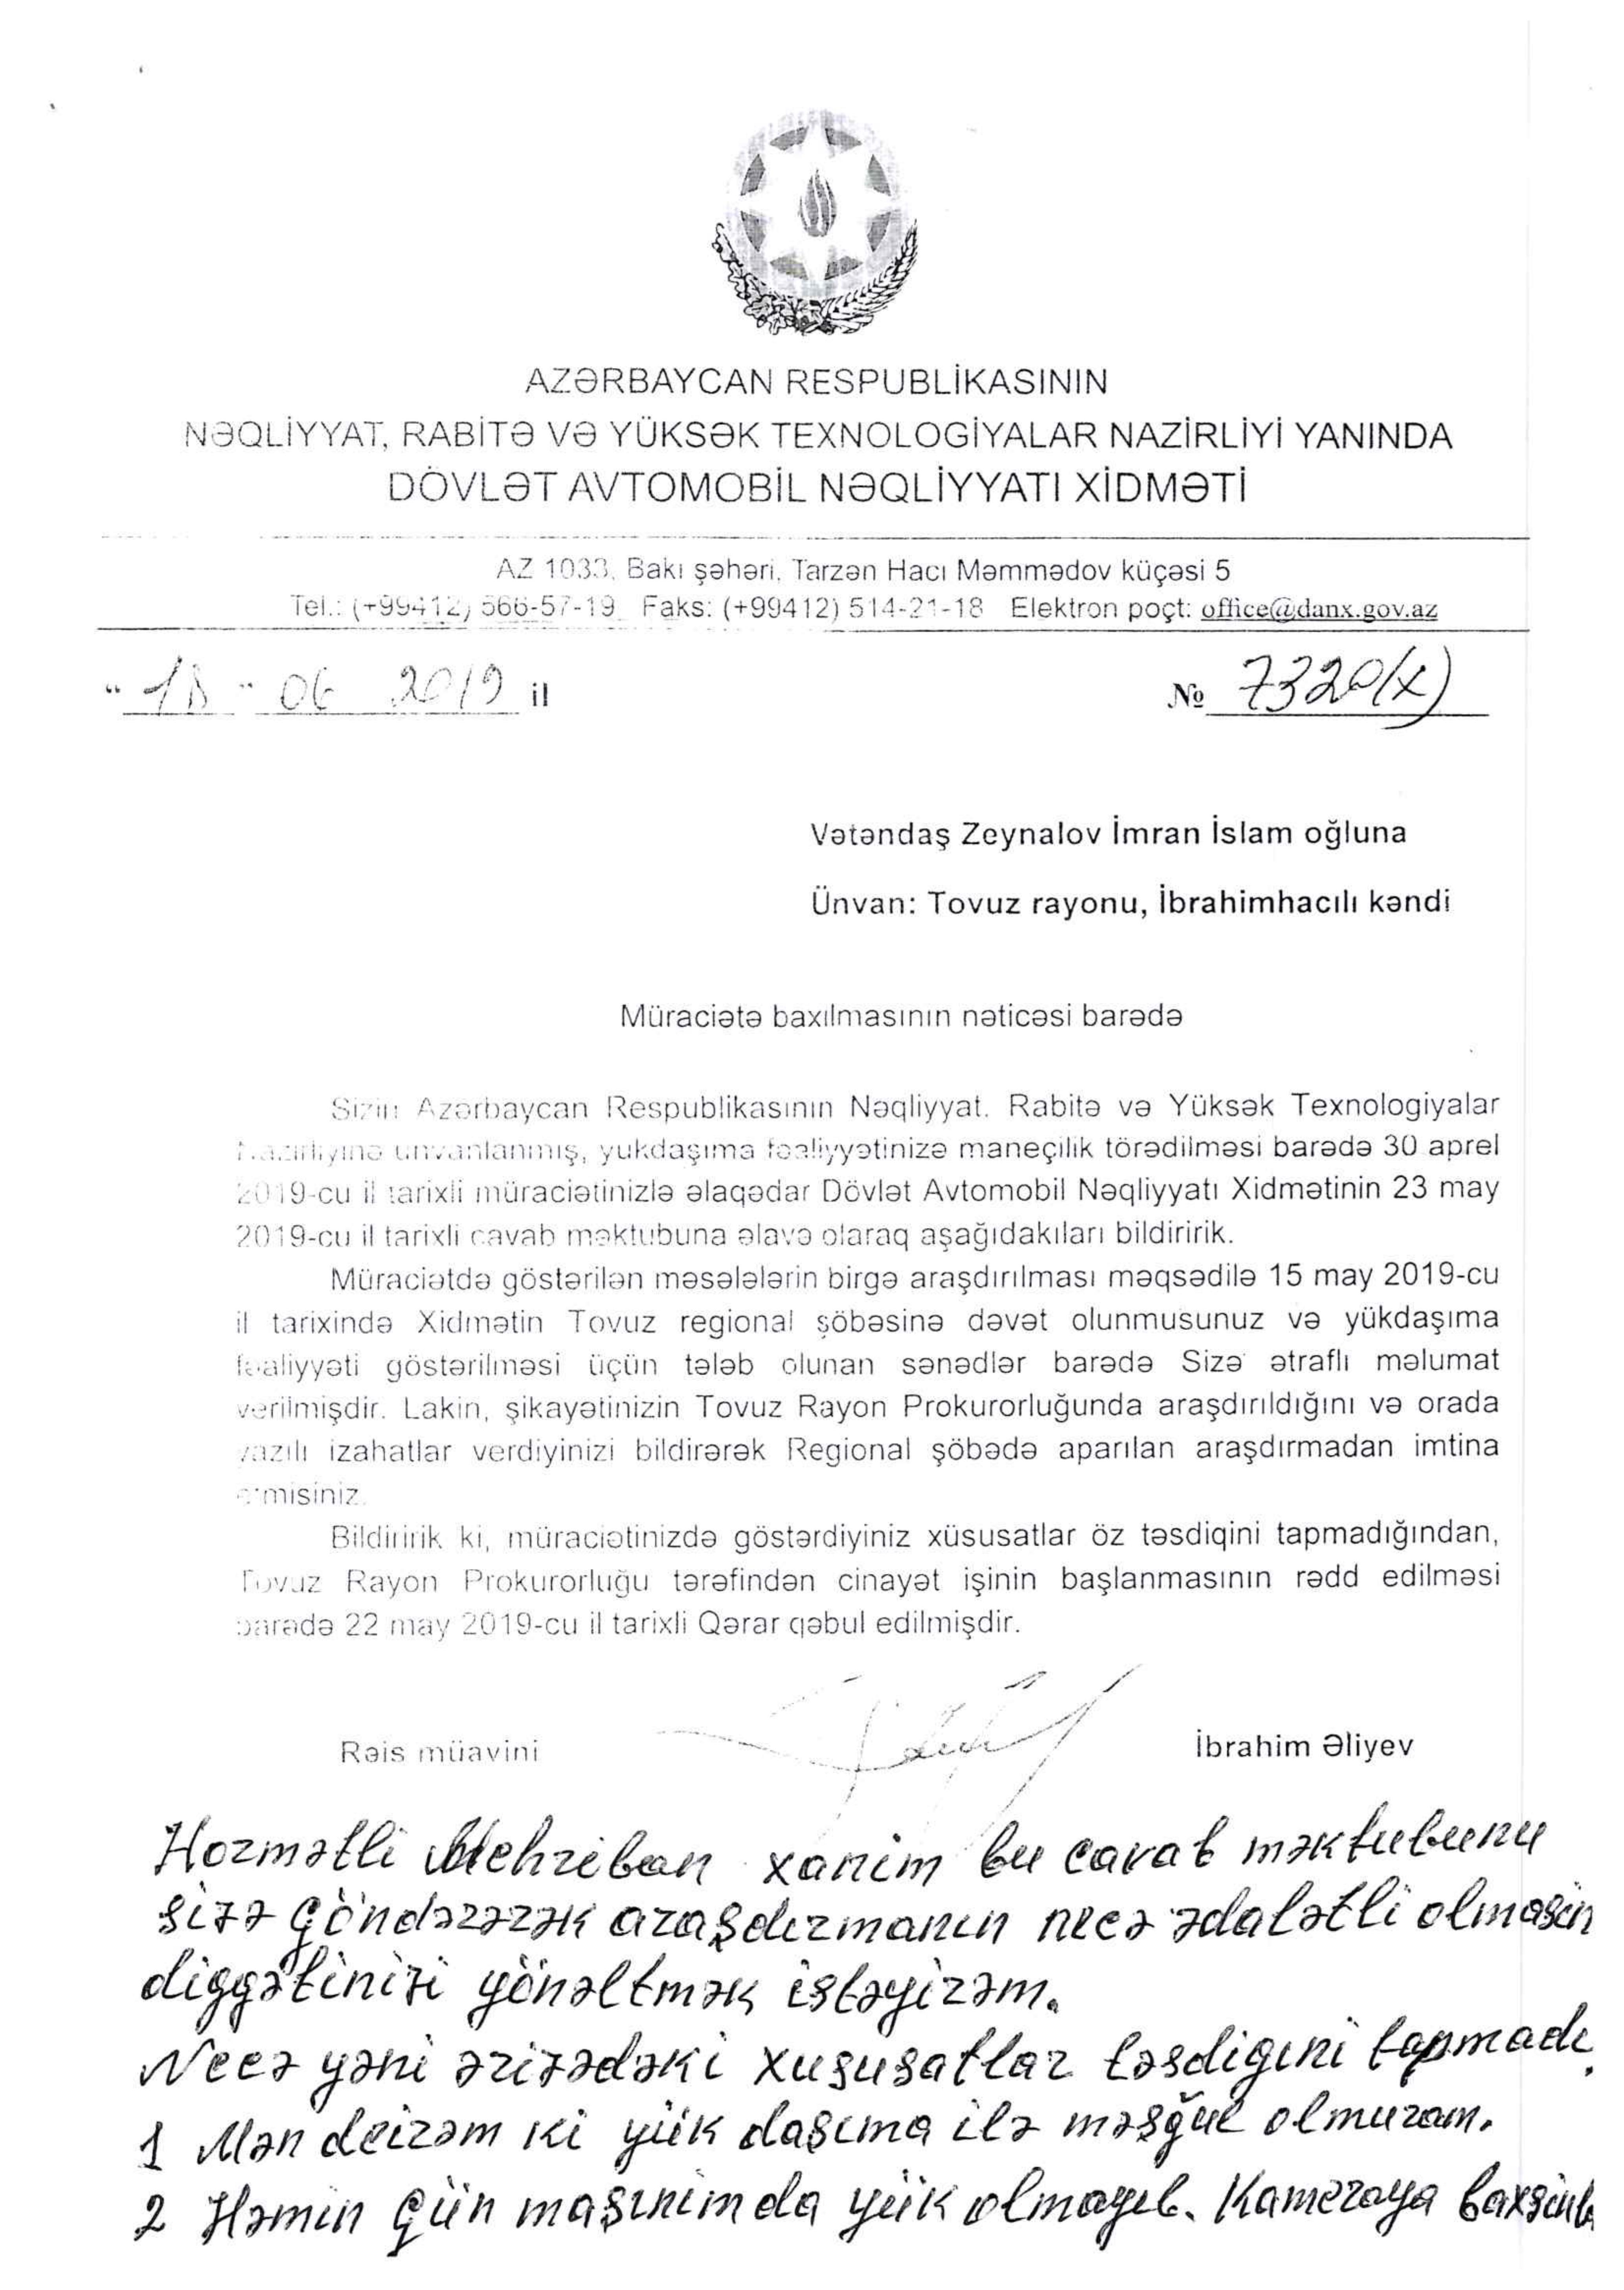 AZƏRBAYCAN RESPUBLİKASININ
NƏQLİYYAT, RABİTƏ VƏ YÜKSƏK TEXNOLOGİYALAR NAZİRLİYİ YANINDA
DÖVLƏT AVTOMOBİL NƏQLİYYATI XİDMƏTİ
AZ 1033, Bakı şəhəri, Tarzən Hacı Məmmədov küçəsi 5
Tel.: (+99412) 566-57-19 Faks: (+99412) 514-21-18 Elektron poçt: office@danx.gov.az
"18" 06 2019 il № 7320(X)
Vətəndaş Zeynalov İmran İslam oğluna
Ünvan: Tovuz rayonu, İbrahimhacılı kəndi
Müraciətə baxılmasının nəticəsi barədə
Sizin Azərbaycan Respublikasının Nəqliyyat, Rabitə və Yüksək Texnologiyalar
Nazirliyinə ünvanlanmış, yükdaşıma fəaliyyətinizə maneçilik törədilməsi barədə 30 aprel
2019-cu il tarixli müraciətinizlə əlaqədar Dövlət Avtomobil Nəqliyyatı Xidmətinin 23 may
2019-cu il tarixli cavab məktubuna əlavə olaraq aşağıdakıları bildiririk.
Müraciətdə göstərilən məsələlərin birgə araşdırılması məqsədilə 15 may 2019-cu
il tarixində Xidmətin Tovuz regional şöbəsinə dəvət olunmusunuz və yükdaşıma
fəaliyyəti göstərilməsi üçün tələb olunan sənədlər barədə Sizə ətraflı məlumat
verilmişdir. Lakin, şikayətinizin Tovuz Rayon Prokurorluğunda araşdırıldığını və orada
yazılı izahatlar verdiyinizi bildirərək Regional şöbədə aparılan araşdırmadan imtina
etmisiniz.
Bildiririk ki, müraciətinizdə göstərdiyiniz xüsusatlar öz təsdiqini tapmadığından,
Tovuz Rayon Prokurorluğu tərəfindən cinayət işinin başlanmasının rədd edilməsi
barədə 22 may 2019-cu il tarixli Qərar qəbul edilmişdir.
Rəis müavini İbrahim Əliyev
Hozmətli Mehriban xanim bu cavab məktubunu
sizə göndərərək araşdırmanın necə ədalətli olmasın
diggətinizi yönəltmək istəyirəm.
Necə yəni ərizədəki xususatlar təsdigini tapmadı.
1 Mən deirəm ki yük daşıma ilə məşğul olmuram.
2 Həmin gün maşınımda yük olmayıb. Kameraya baxsınl